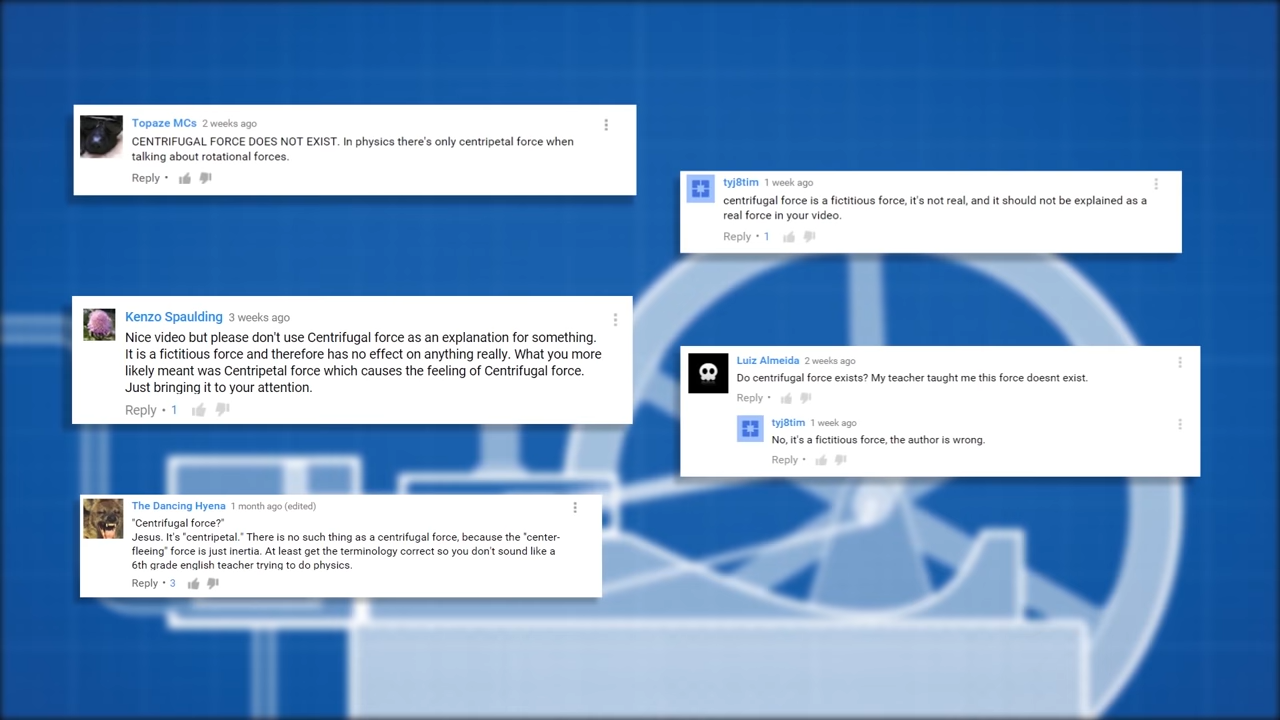 Topaze MCs 2 weeks ago
CENTRIFUGAL FORCE DOES NOT EXIST. In physics there's only centripetal force when
talking about rotational forces.
Reply •
Kenzo Spaulding 3 weeks ago
Nice video but please don't use Centrifugal force as an explanation for something.
It is a fictitious force and therefore has no effect on anything really. What you more
likely meant was Centripetal force which causes the feeling of Centrifugal force.
Just bringing it to your attention.
Reply • 1
The Dancing Hyena 1 month ago (edited)
"Centrifugal force?"
Jesus. It's "centripetal." There is no such thing as a centrifugal force, because the "center-
fleeing" force is just inertia. At least get the terminology correct so you don't sound like a
6th grade english teacher trying to do physics.
Reply • 3
tyj8tim 1 week ago
centrifugal force is a fictitious force, it's not real, and it should not be explained as a
real force in your video.
Reply • 1
Luiz Almeida 2 weeks ago
Do centrifugal force exists? My teacher taught me this force doesnt exist.
Reply •
tyj8tim 1 week ago
No, it's a fictitious force, the author is wrong.
Reply •